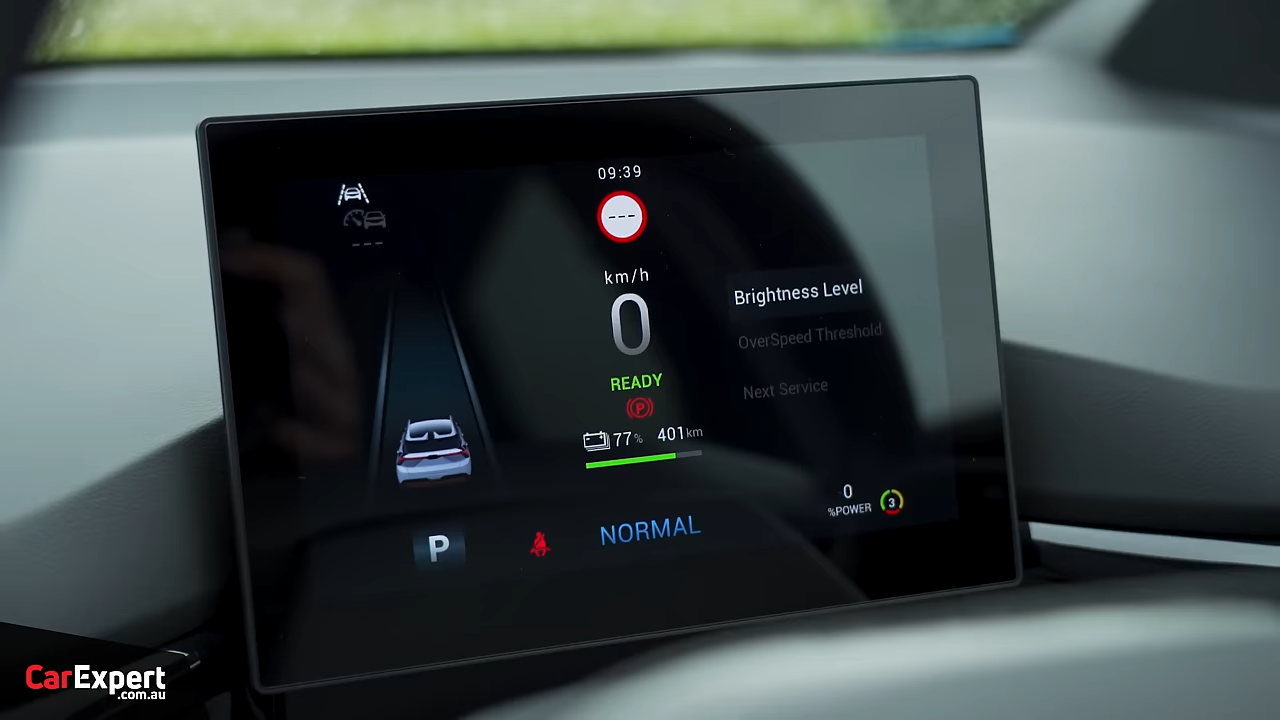 09:39
---
---
km/h
0
Brightness Level
OverSpeed Threshold
READY
P
Next Service
77% 401km
0
%POWER 3
P
NORMAL
CarExpert
.com.au